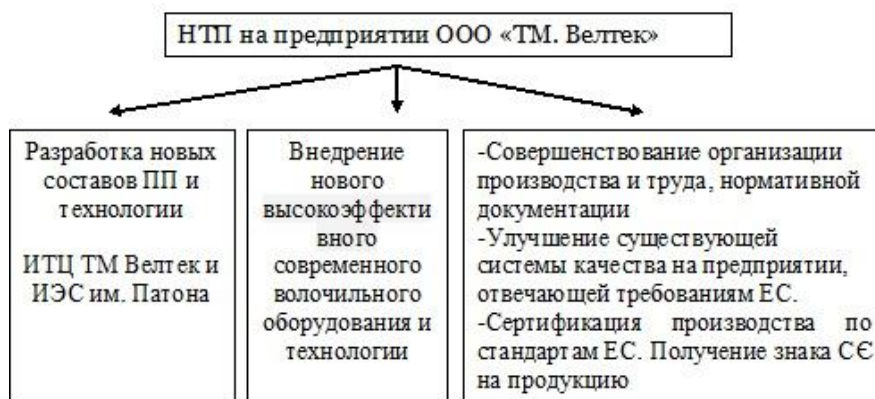 НТП на предприятии ООО «ТМ. Велтек»
Разработка новых
составов ПП и
технологии
ИТЦ ТМ Велтек и
ИЭС им. Патона
Внедрение
нового
высокоэффекти
вного
современного
волочильного
оборудования и
технологии
-Совершенствование организации
производства и труда, нормативной
документации
-Улучшение существующей
системы качества на предприятии,
отвечающей требованиям ЕС.
-Сертификация производства по
стандартам ЕС. Получение знака СЄ
на продукцию